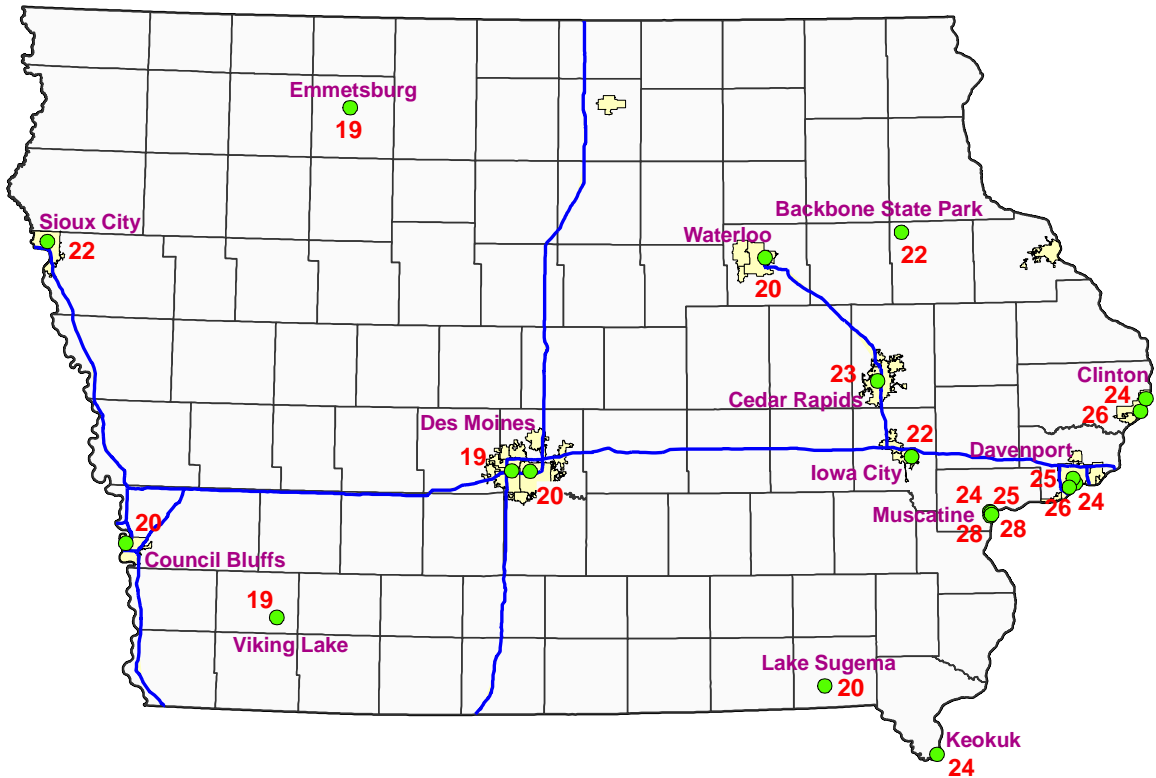 Emmetsburg
19
Sioux City
22
Backbone State Park
22
Waterloo
20
23
Cedar Rapids
Clinton
24
26
Des Moines
19
20
22
Iowa City
Davenport
25
26
24
24
25
Muscatine
28
28
20
Council Bluffs
19
Viking Lake
Lake Sugema
20
Keokuk
24